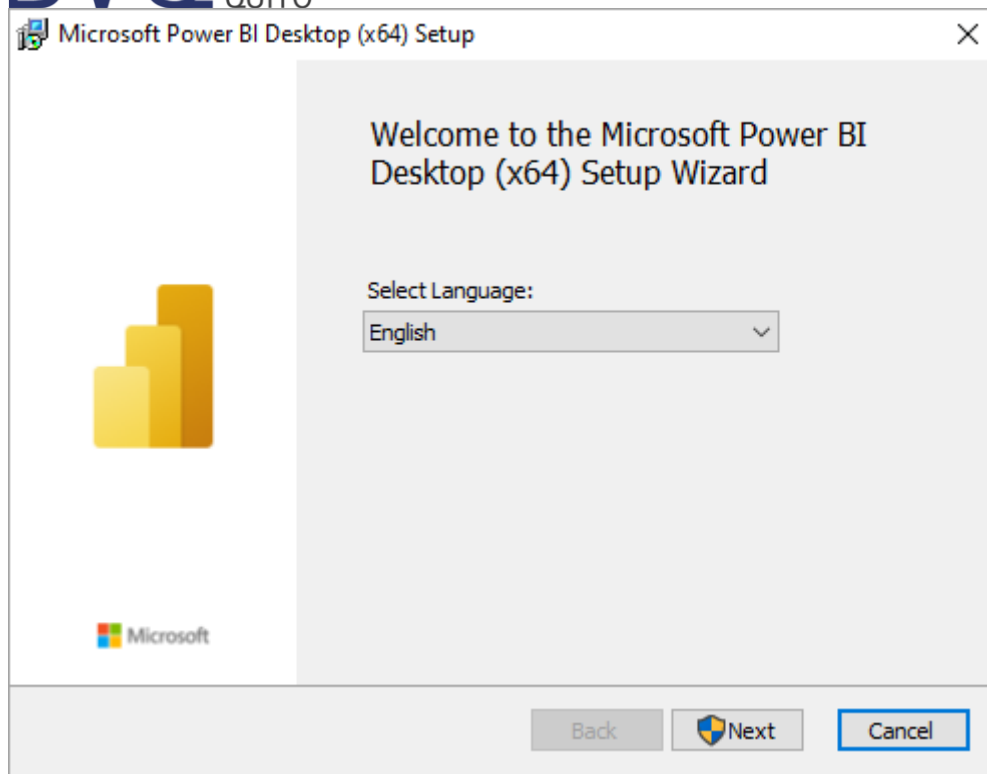 QUITO
Microsoft Power BI Desktop (x64) Setup
Welcome to the Microsoft Power BI
Desktop (x64) Setup Wizard
Select Language:
English
Microsoft
Back
Next
Cancel